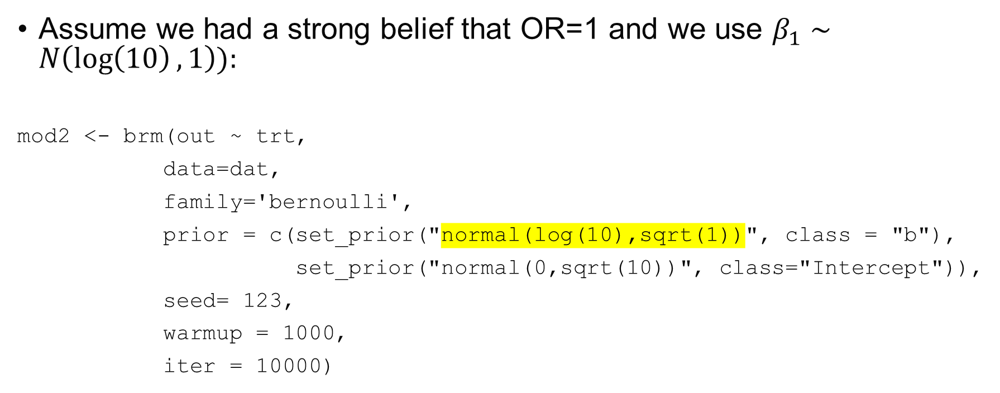 • Assume we had a strong belief that OR=1 and we use β₁ ~
N(log(10) , 1)):
mod2 <- brm(out ~ trt,
data=dat,
family='bernoulli',
prior = c(set_prior("normal(log(10),sqrt(1))", class = "b"),
set_prior("normal(0,sqrt(10))", class="Intercept")),
seed= 123,
warmup = 1000,
iter = 10000)